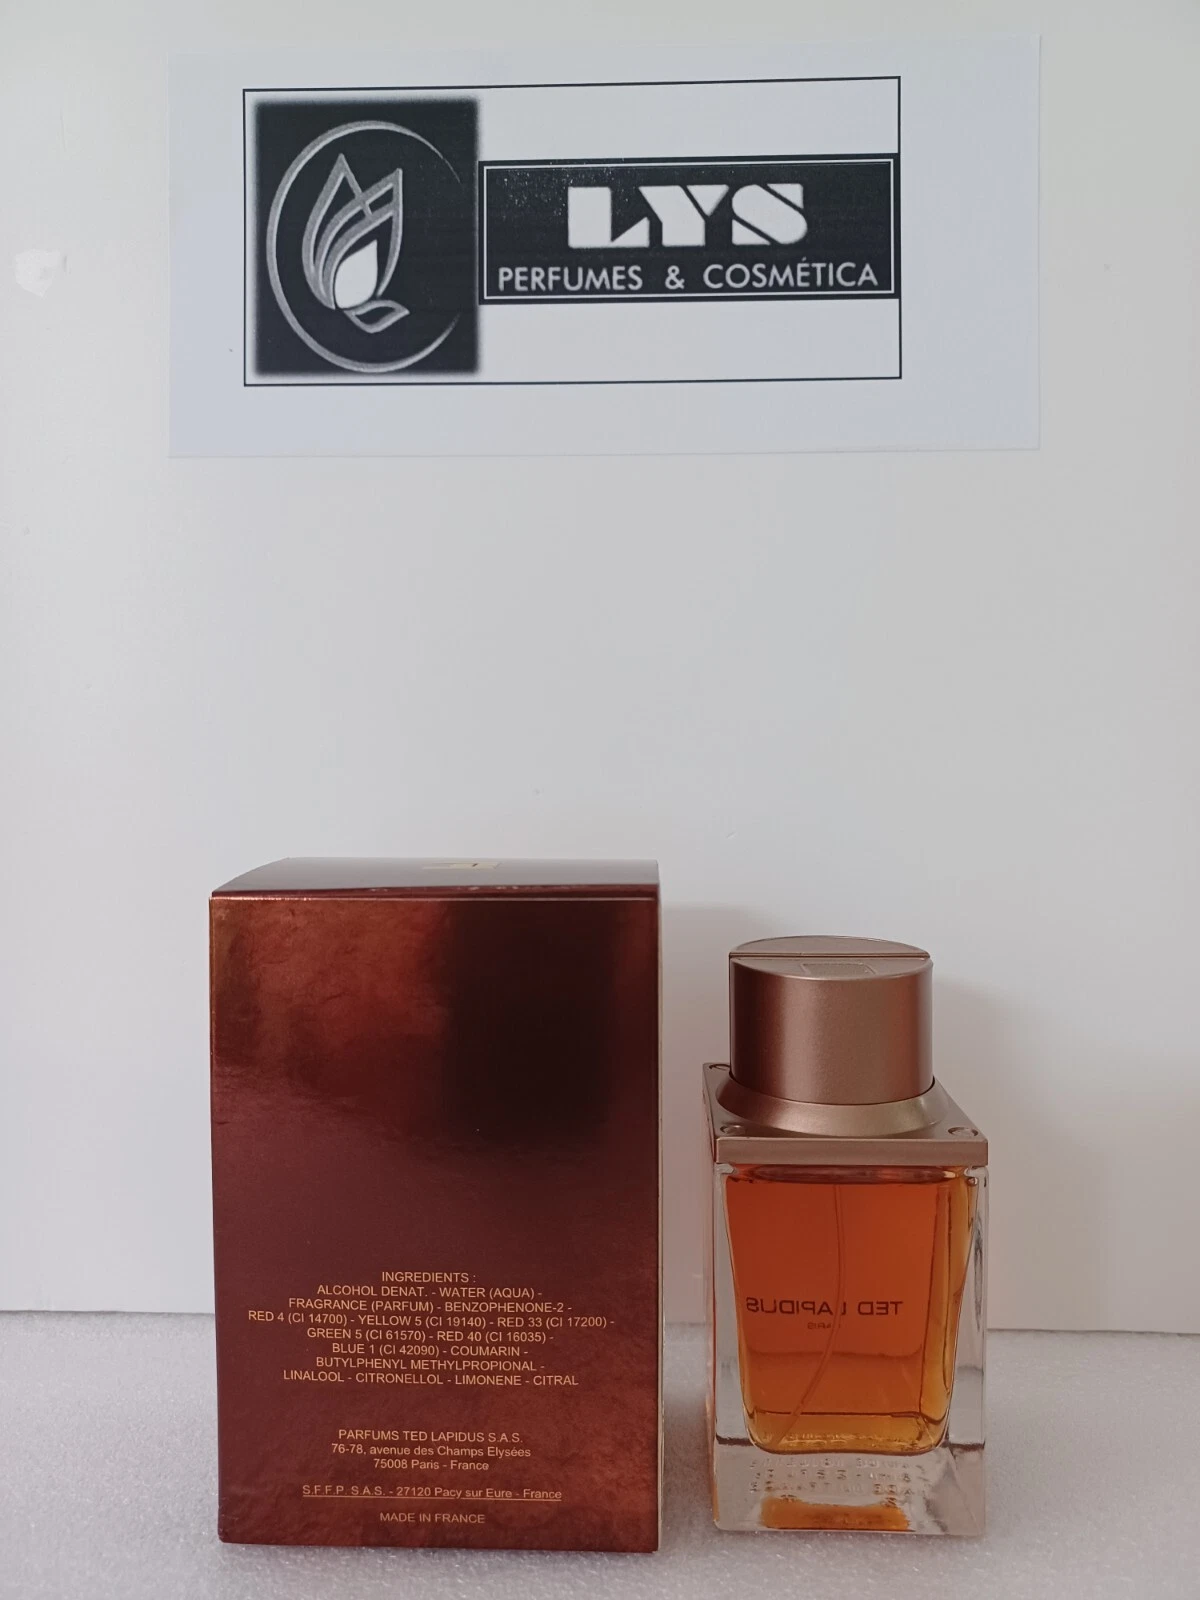 LYS
PERFUMES & COSMÉTICA
INGREDIENTS :
ALCOHOL DENAT. - WATER (AQUA) -
FRAGRANCE (PARFUM) - BENZOPHENONE-2 -
RED 4 (CI 14700) - YELLOW 5 (CI 19140) - RED 33 (CI 17200) -
GREEN 5 (CI 61570) - RED 40 (CI 16035) -
BLUE 1 (CI 42090) - COUMARIN -
BUTYLPHENYL METHYLPROPIONAL -
LINALOOL - CITRONELLOL - LIMONENE - CITRAL
PARFUMS TED LAPIDUS S.A.S.
76-78, avenue des Champs Elysées
75008 Paris - France
S.F.F.P. S.A.S. - 27120 Pacy sur Eure - France
MADE IN FRANCE
TED LAPIDUS
PARIS